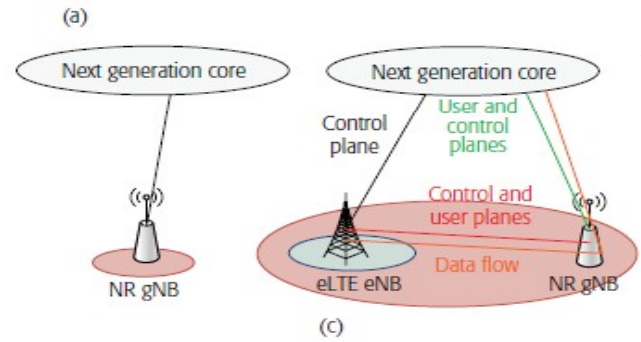 (a)
Next generation core
NR gNB
Next generation core
Control
plane
User and
control
planes
Control and
user planes
Data flow
eLTE eNB
NR gNB
(c)